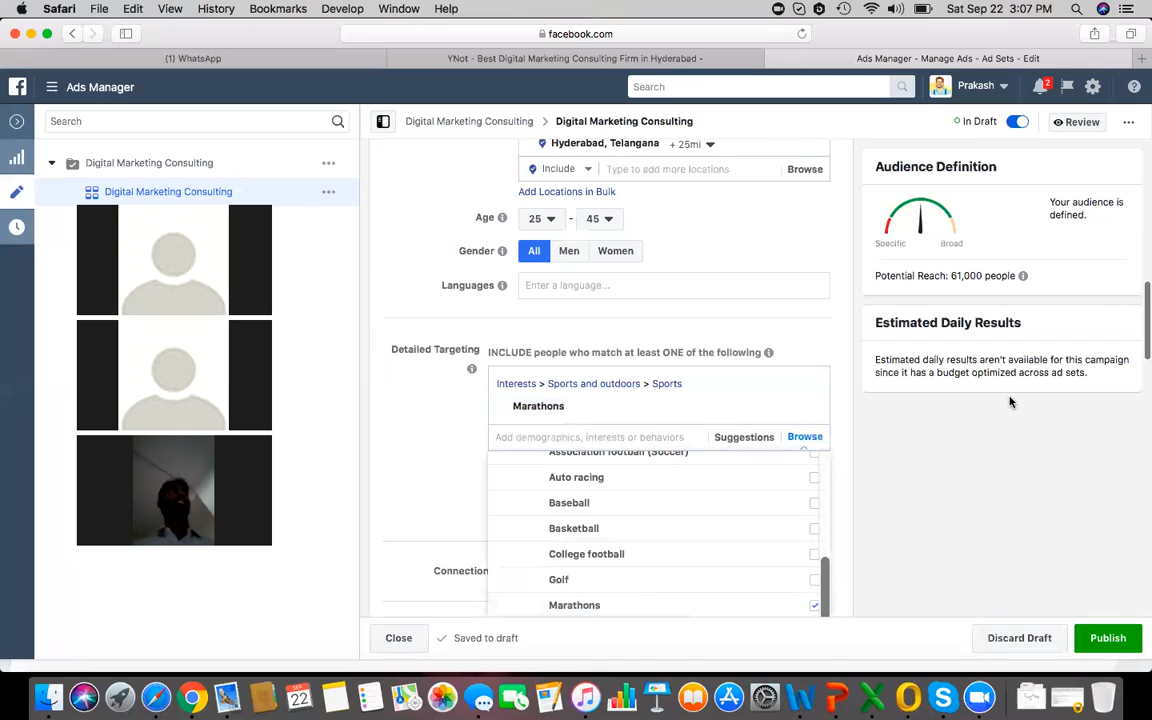 Safari File Edit View History Bookmarks Develop Window Help Sat Sep 22 3:07 PM
facebook.com
(1) WhatsApp YNot - Best Digital Marketing Consulting Firm in Hyderabad - Ads Manager - Manage Ads - Ad Sets - Edit
f Ads Manager Search Prakash 2
Search Digital Marketing Consulting > Digital Marketing Consulting In Draft Review
Digital Marketing Consulting
Digital Marketing Consulting
Hyderabad, Telangana + 25mi
Include Type to add more locations Browse
Add Locations in Bulk
Age 25 - 45
Gender All Men Women
Languages Enter a language...
Detailed Targeting INCLUDE people who match at least ONE of the following
Interests > Sports and outdoors > Sports
Marathons
Add demographics, interests or behaviors Suggestions Browse
Association football (Soccer)
Auto racing
Baseball
Basketball
College football
Golf
Marathons
Connection
Close Saved to draft Discard Draft Publish
Audience Definition
Your audience is
defined.
Specific Broad
Potential Reach: 61,000 people
Estimated Daily Results
Estimated daily results aren't available for this campaign
since it has a budget optimized across ad sets.
SEP
22